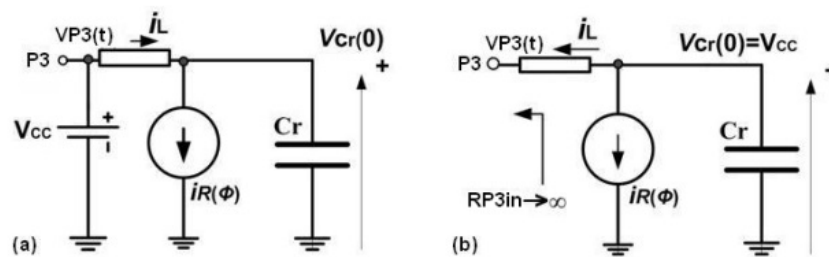 VP3(t) iL VCr(0)
P3 +
VCC + Cr
iR(Φ)
(a)
VP3(t) iL VCr(0)=VCC
P3 +
Cr
RP3in→∞ iR(Φ)
(b)